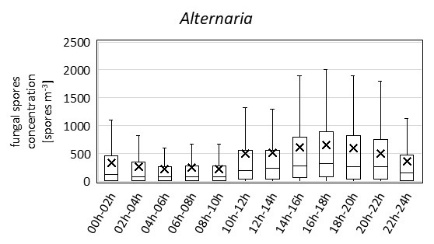 Alternaria
fungal spores
concentration
[spores m⁻³]
2500
2000
1500
1000
500
0
00h-02h
02h-04h
04h-06h
06h-08h
08h-10h
10h-12h
12h-14h
14h-16h
16h-18h
18h-20h
20h-22h
22h-24h